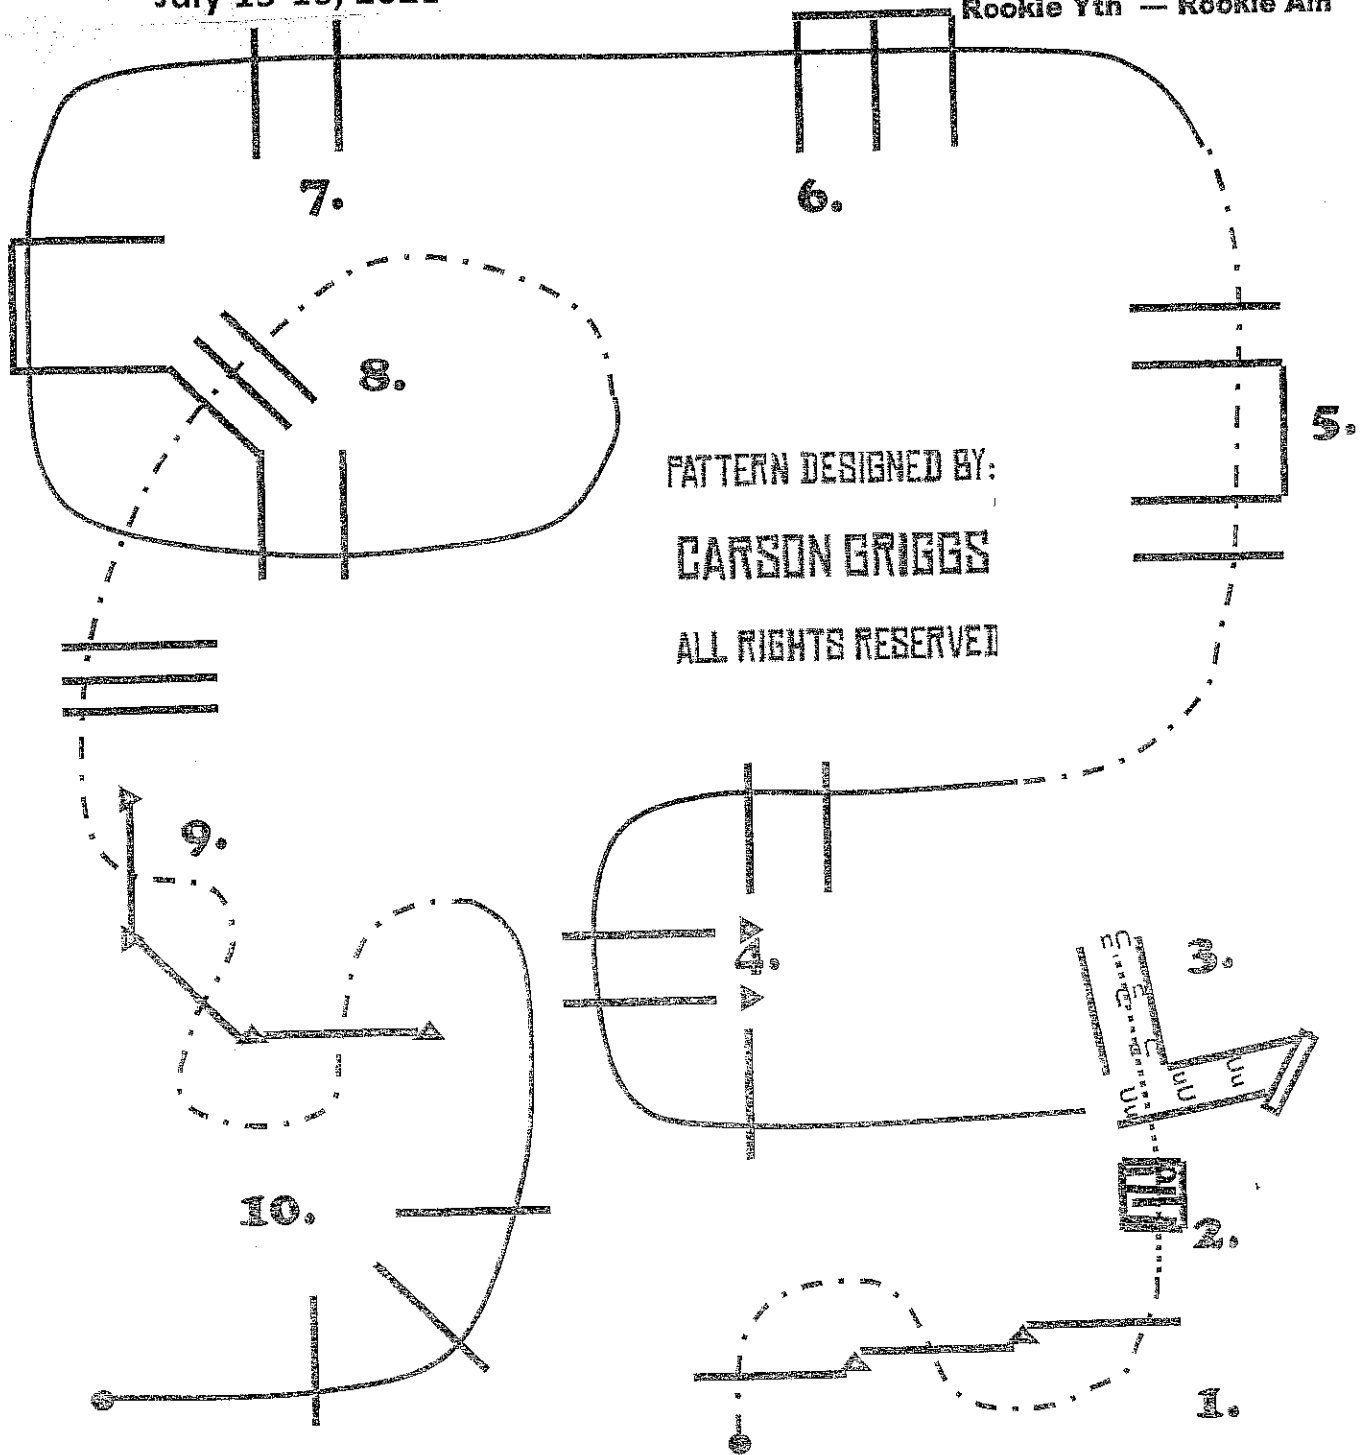 Rookie Yth — Rookie Am
7.
6.
8.
5.
PATTERN DESIGNED BY:
CARSON GRIGGS
ALL RIGHTS RESERVED
9.
4.
3.
10.
2.
1.